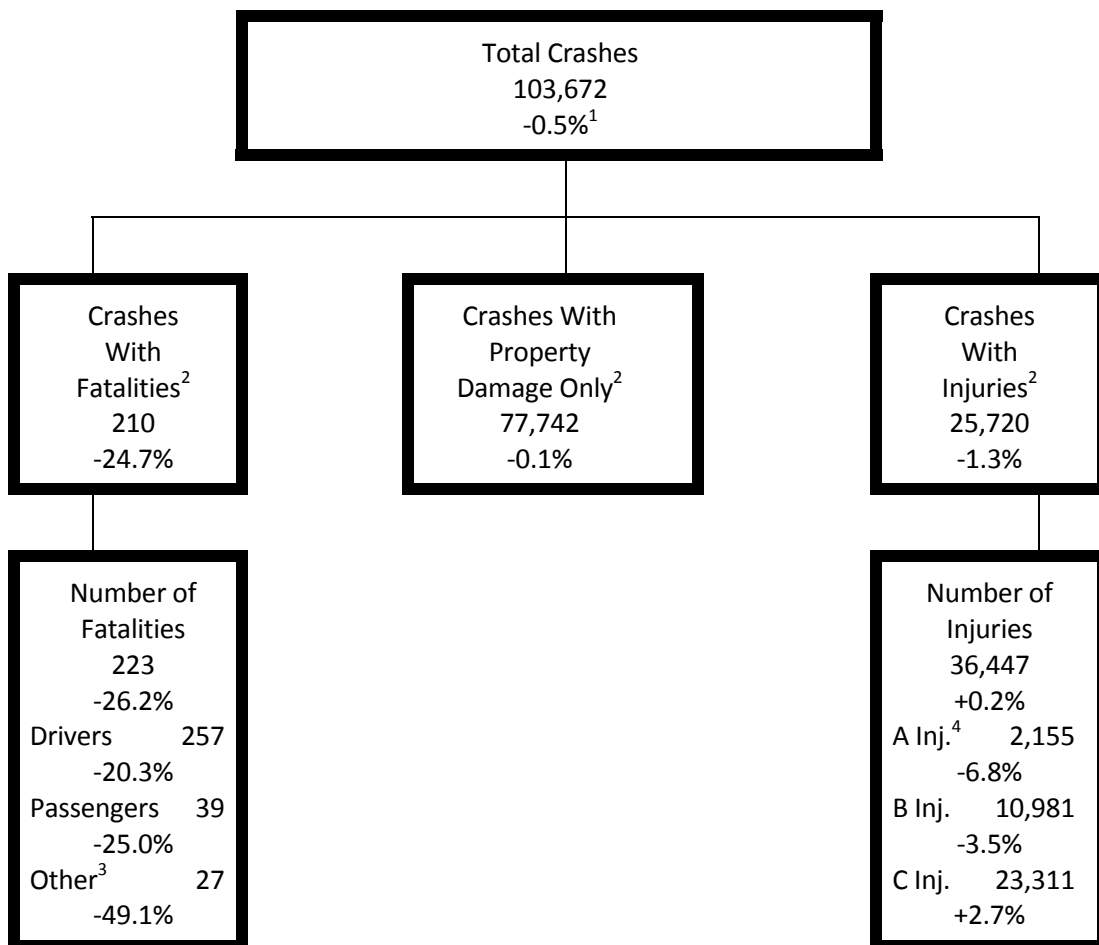 Total Crashes
103,672
-0.5%1
Crashes
With
Fatalities2
210
-24.7%
Crashes With
Property
Damage Only2
77,742
-0.1%
Crashes
With
Injuries2
25,720
-1.3%
Number of
Fatalities
223
-26.2%
Drivers 257
-20.3%
Passengers 39
-25.0%
Other3 27
-49.1%
Number of
Injuries
36,447
+0.2%
A Inj.4 2,155
-6.8%
B Inj. 10,981
-3.5%
C Inj. 23,311
+2.7%